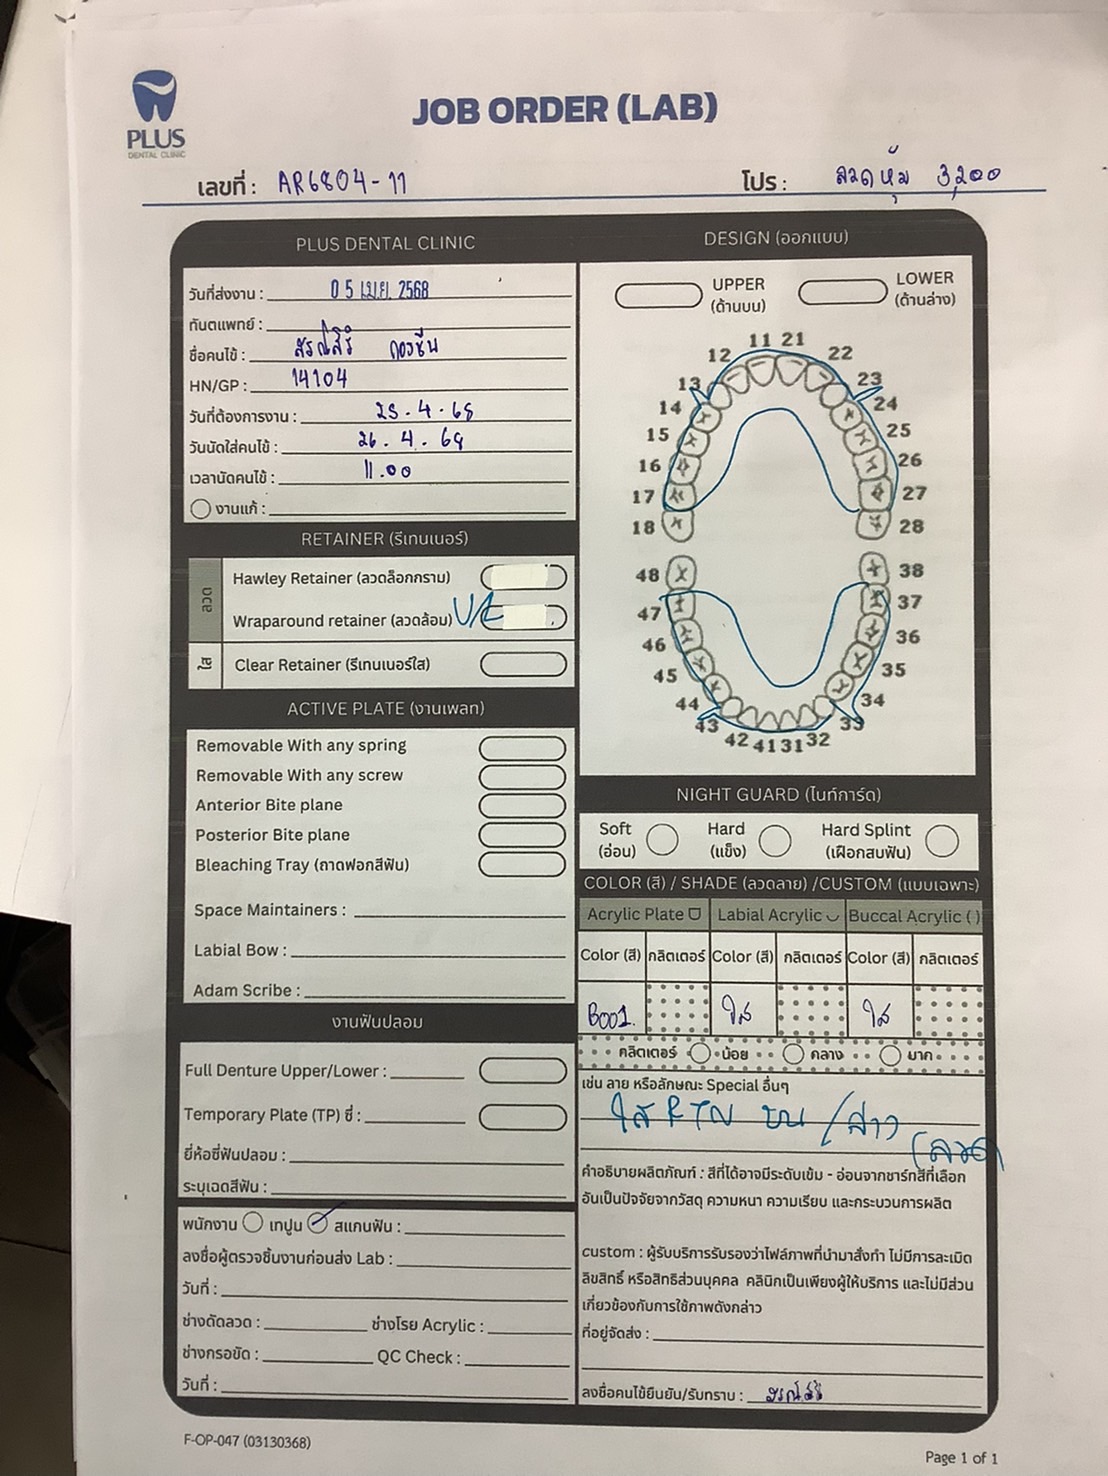 PLUS
DENTAL CLINIC
JOB ORDER (LAB)
เลขที่ : AR6804-11
โปร : ลวดหุ้ม 3,200
PLUS DENTAL CLINIC
วันที่ส่งงาน : 05 เม.ย. 2568
ทันตแพทย์ :
ชื่อคนไข้ :
HN/GP : 14104
วันที่ต้องการงาน : 25.4.68
วันนัดใส่คนไข้ : 26.4.68
เวลานัดคนไข้ : 11.00
งานแก้ :
RETAINER (รีเทนเนอร์)
ลวด
Hawley Retainer (ลวดล็อกกราม)
Wraparound retainer (ลวดล้อม) U/L
ใส
Clear Retainer (รีเทนเนอร์ใส)
ACTIVE PLATE (งานเพลท)
Removable With any spring
Removable With any screw
Anterior Bite plane
Posterior Bite plane
Bleaching Tray (ถาดฟอกสีฟัน)
Space Maintainers :
Labial Bow :
Adam Scribe :
งานฟันปลอม
Full Denture Upper/Lower :
Temporary Plate (TP) ซี่ :
ยี่ห้อซี่ฟันปลอม :
ระบุเฉดสีฟัน :
พนักงาน เทปูน สแกนฟัน :
ลงชื่อผู้ตรวจชิ้นงานก่อนส่ง Lab :
วันที่ :
ช่างดัดลวด : ช่างโรย Acrylic :
ช่างกรอขัด : QC Check :
วันที่ :
DESIGN (ออกแบบ)
UPPER
(ด้านบน)
LOWER
(ด้านล่าง)
11 21
12 22
13 23
14 24
15 25
16 26
17 27
18 28
48 38
47 37
46 36
45 35
44 34
43 33
42 41 31 32
NIGHT GUARD (ไนท์การ์ด)
Soft
(อ่อน)
Hard
(แข็ง)
Hard Splint
(เฝือกสบฟัน)
COLOR (สี) / SHADE (ลวดลาย) /CUSTOM (แบบเฉพาะ)
Acrylic Plate Labial Acrylic Buccal Acrylic ( )
Color (สี) กลิตเตอร์ Color (สี) กลิตเตอร์ Color (สี) กลิตเตอร์
B001. ใส ใส
กลิตเตอร์ น้อย กลาง มาก
เช่น ลาย หรือลักษณะ Special อื่นๆ
ใส่ RTN บน/ล่าง
(ลวด)
คำอธิบายผลิตภัณฑ์ : สีที่ได้อาจมีระดับเข้ม - อ่อนจากชาร์ทสีที่เลือก
อันเป็นปัจจัยจากวัสดุ ความหนา ความเรียบ และกระบวนการผลิต
custom : ผู้รับบริการรับรองว่าไฟล์ภาพที่นำมาสั่งทำ ไม่มีการละเมิด
ลิขสิทธิ์ หรือสิทธิส่วนบุคคล คลินิกเป็นเพียงผู้ให้บริการ และไม่มีส่วน
เกี่ยวข้องกับการใช้ภาพดังกล่าว
ที่อยู่จัดส่ง :
ลงชื่อคนไข้ยืนยัน/รับทราบ :
F-OP-047 (03130368)
Page 1 of 1